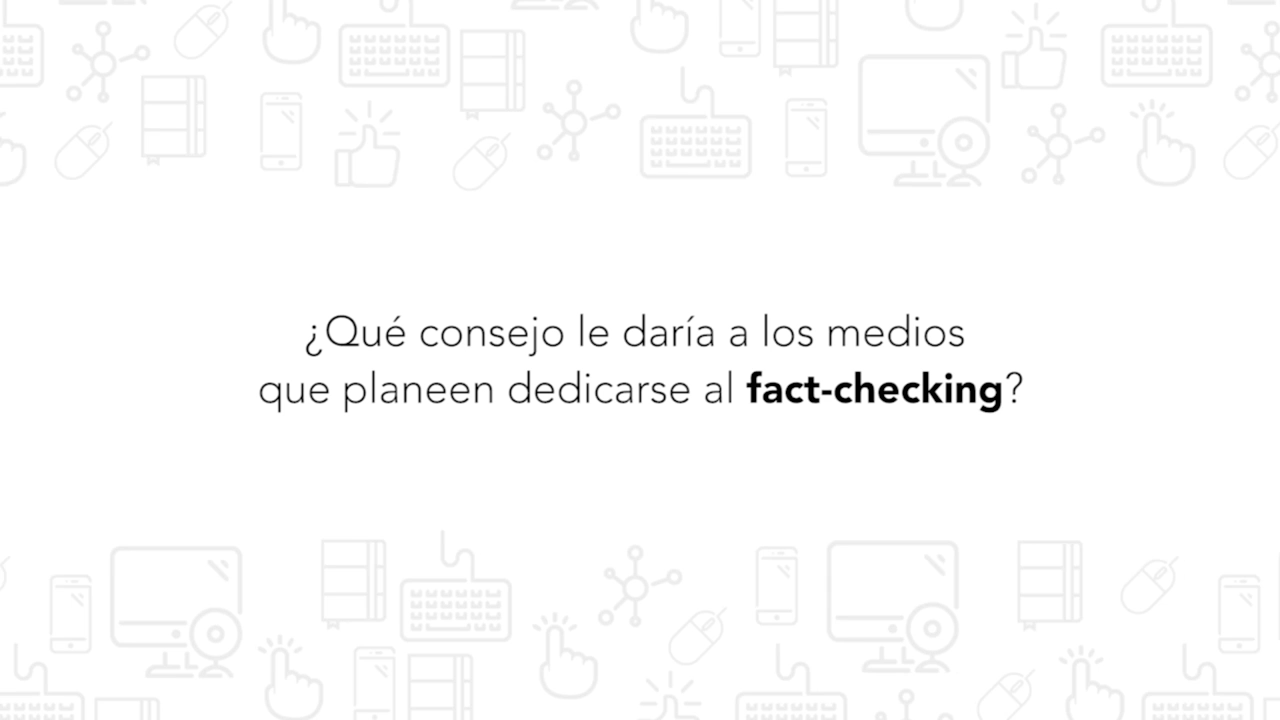 ¿Qué consejo le daría a los medios
que planeen dedicarse al fact-checking?